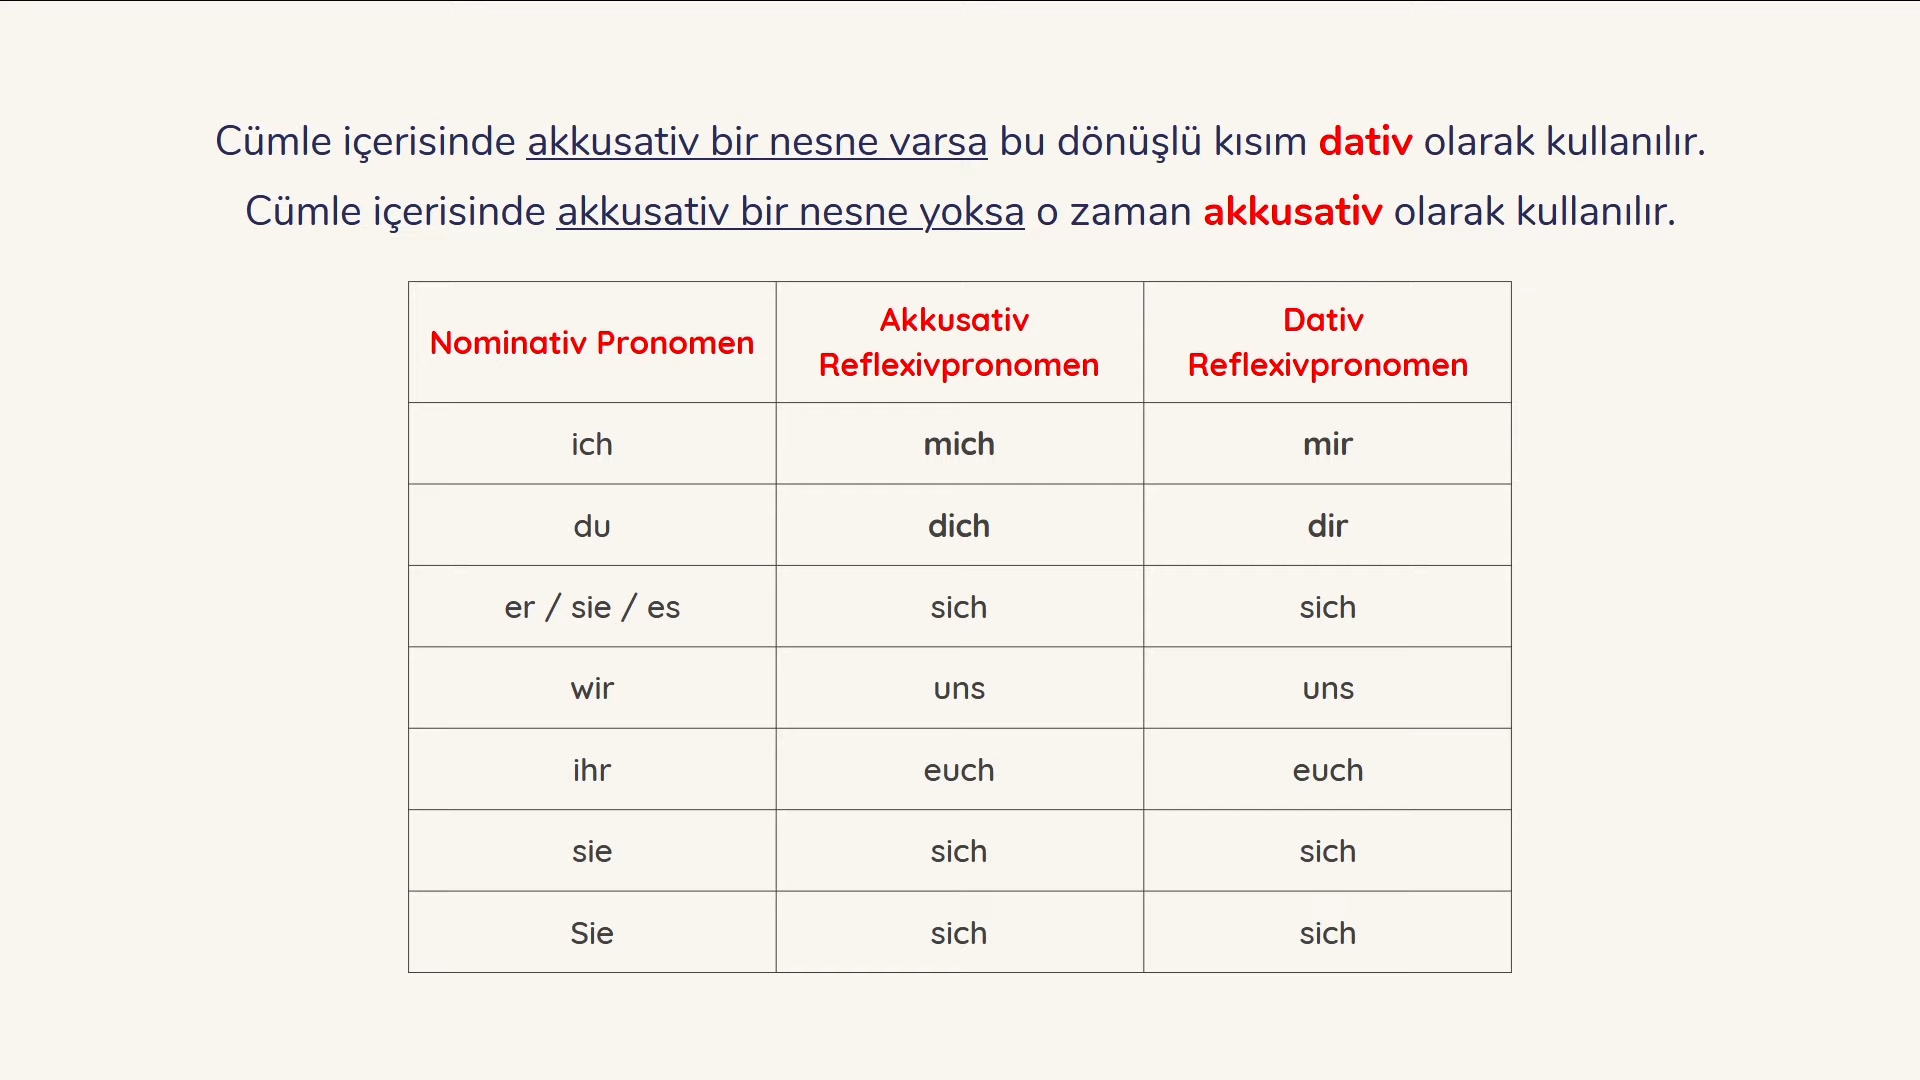 Cümle içerisinde akkusativ bir nesne varsa bu dönüşlü kısım dativ olarak kullanılır.
Cümle içerisinde akkusativ bir nesne yoksa o zaman akkusativ olarak kullanılır.
Nominativ Pronomen Akkusativ Reflexivpronomen Dativ Reflexivpronomen
ich mich mir
du dich dir
er / sie / es sich sich
wir uns uns
ihr euch euch
sie sich sich
Sie sich sich